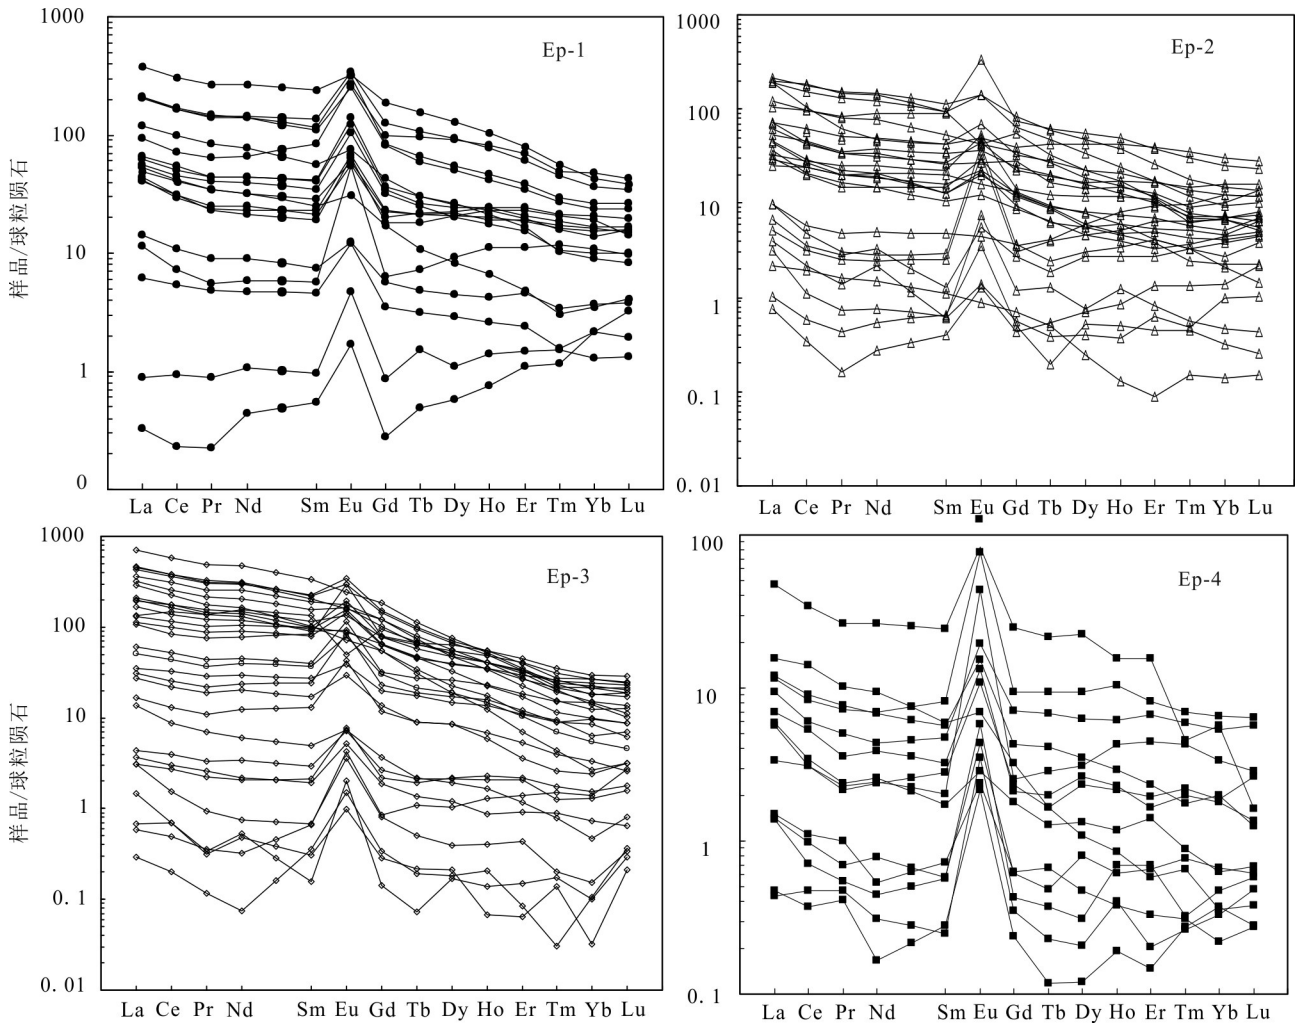 1000
100
10
1
0
样品/球粒陨石
Ep-1
La Ce Pr Nd Sm Eu Gd Tb Dy Ho Er Tm Yb Lu
1000
100
10
1
0.1
0.01
Ep-2
La Ce Pr Nd Sm Eu Gd Tb Dy Ho Er Tm Yb Lu
1000
100
10
1
0.1
0.01
样品/球粒陨石
Ep-3
La Ce Pr Nd Sm Eu Gd Tb Dy Ho Er Tm Yb Lu
100
10
1
0.1
Ep-4
La Ce Pr Nd Sm Eu Gd Tb Dy Ho Er Tm Yb Lu